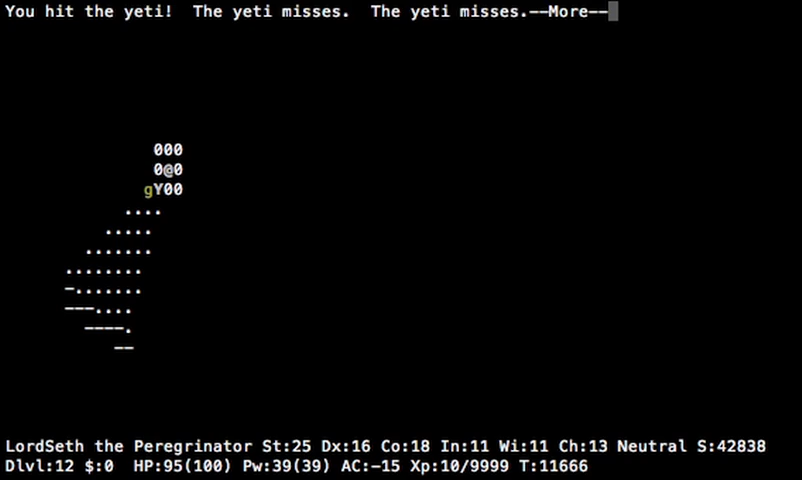 You hit the yeti!  The yeti misses.  The yeti misses.--More--
000
0@0
gY00
....
.....
.......
........
-.......
---....
----.
--
LordSeth the Peregrinator St:25 Dx:16 Co:18 In:11 Wi:11 Ch:13 Neutral S:42838
Dlvl:12 $:0  HP:95(100) Pw:39(39) AC:-15 Xp:10/9999 T:11666